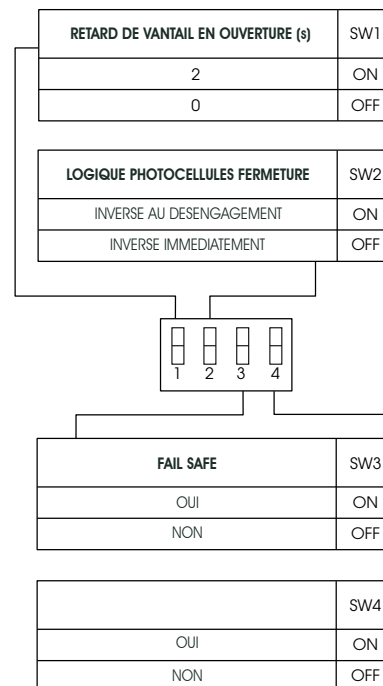 RETARD DE VANTAIL EN OUVERTURE (s) SW1
2 ON
0 OFF
LOGIQUE PHOTOCELLULES FERMETURE SW2
INVERSE AU DESENGAGEMENT ON
INVERSE IMMEDIATEMENT OFF
1 2 3 4
FAIL SAFE SW3
OUI ON
NON OFF
SW4
OUI ON
NON OFF